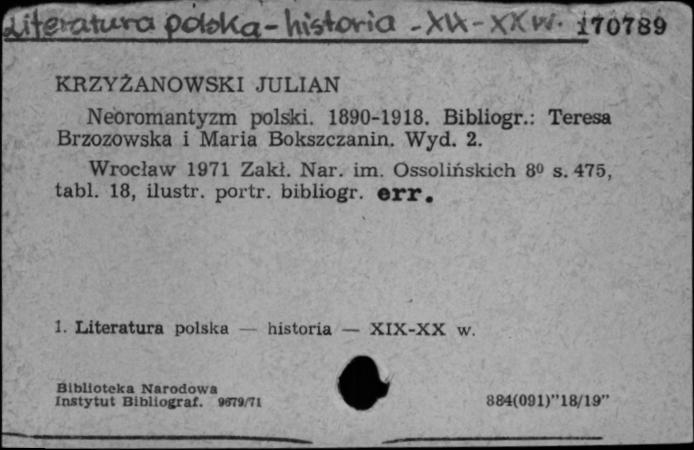 Literatura polska - historia - XIX - XX w. 170789
KRZYŻANOWSKI JULIAN
Neoromantyzm polski. 1890-1918. Bibliogr.: Teresa
Brzozowska i Maria Bokszczanin. Wyd. 2.
Wrocław 1971 Zakł. Nar. im. Ossolińskich 8⁰ s. 475,
tabl. 18, ilustr. portr. bibliogr. err.
1. Literatura polska — historia — XIX-XX w.
Biblioteka Narodowa
Instytut Bibliograf. 9679/71
884(091)"18/19"